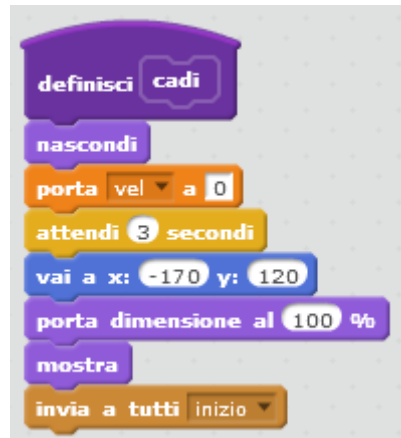 definisci cadi
nascondi
porta vel a 0
attendi 3 secondi
vai a x: -170 y: 120
porta dimensione al 100 %
mostra
invia a tutti inizio